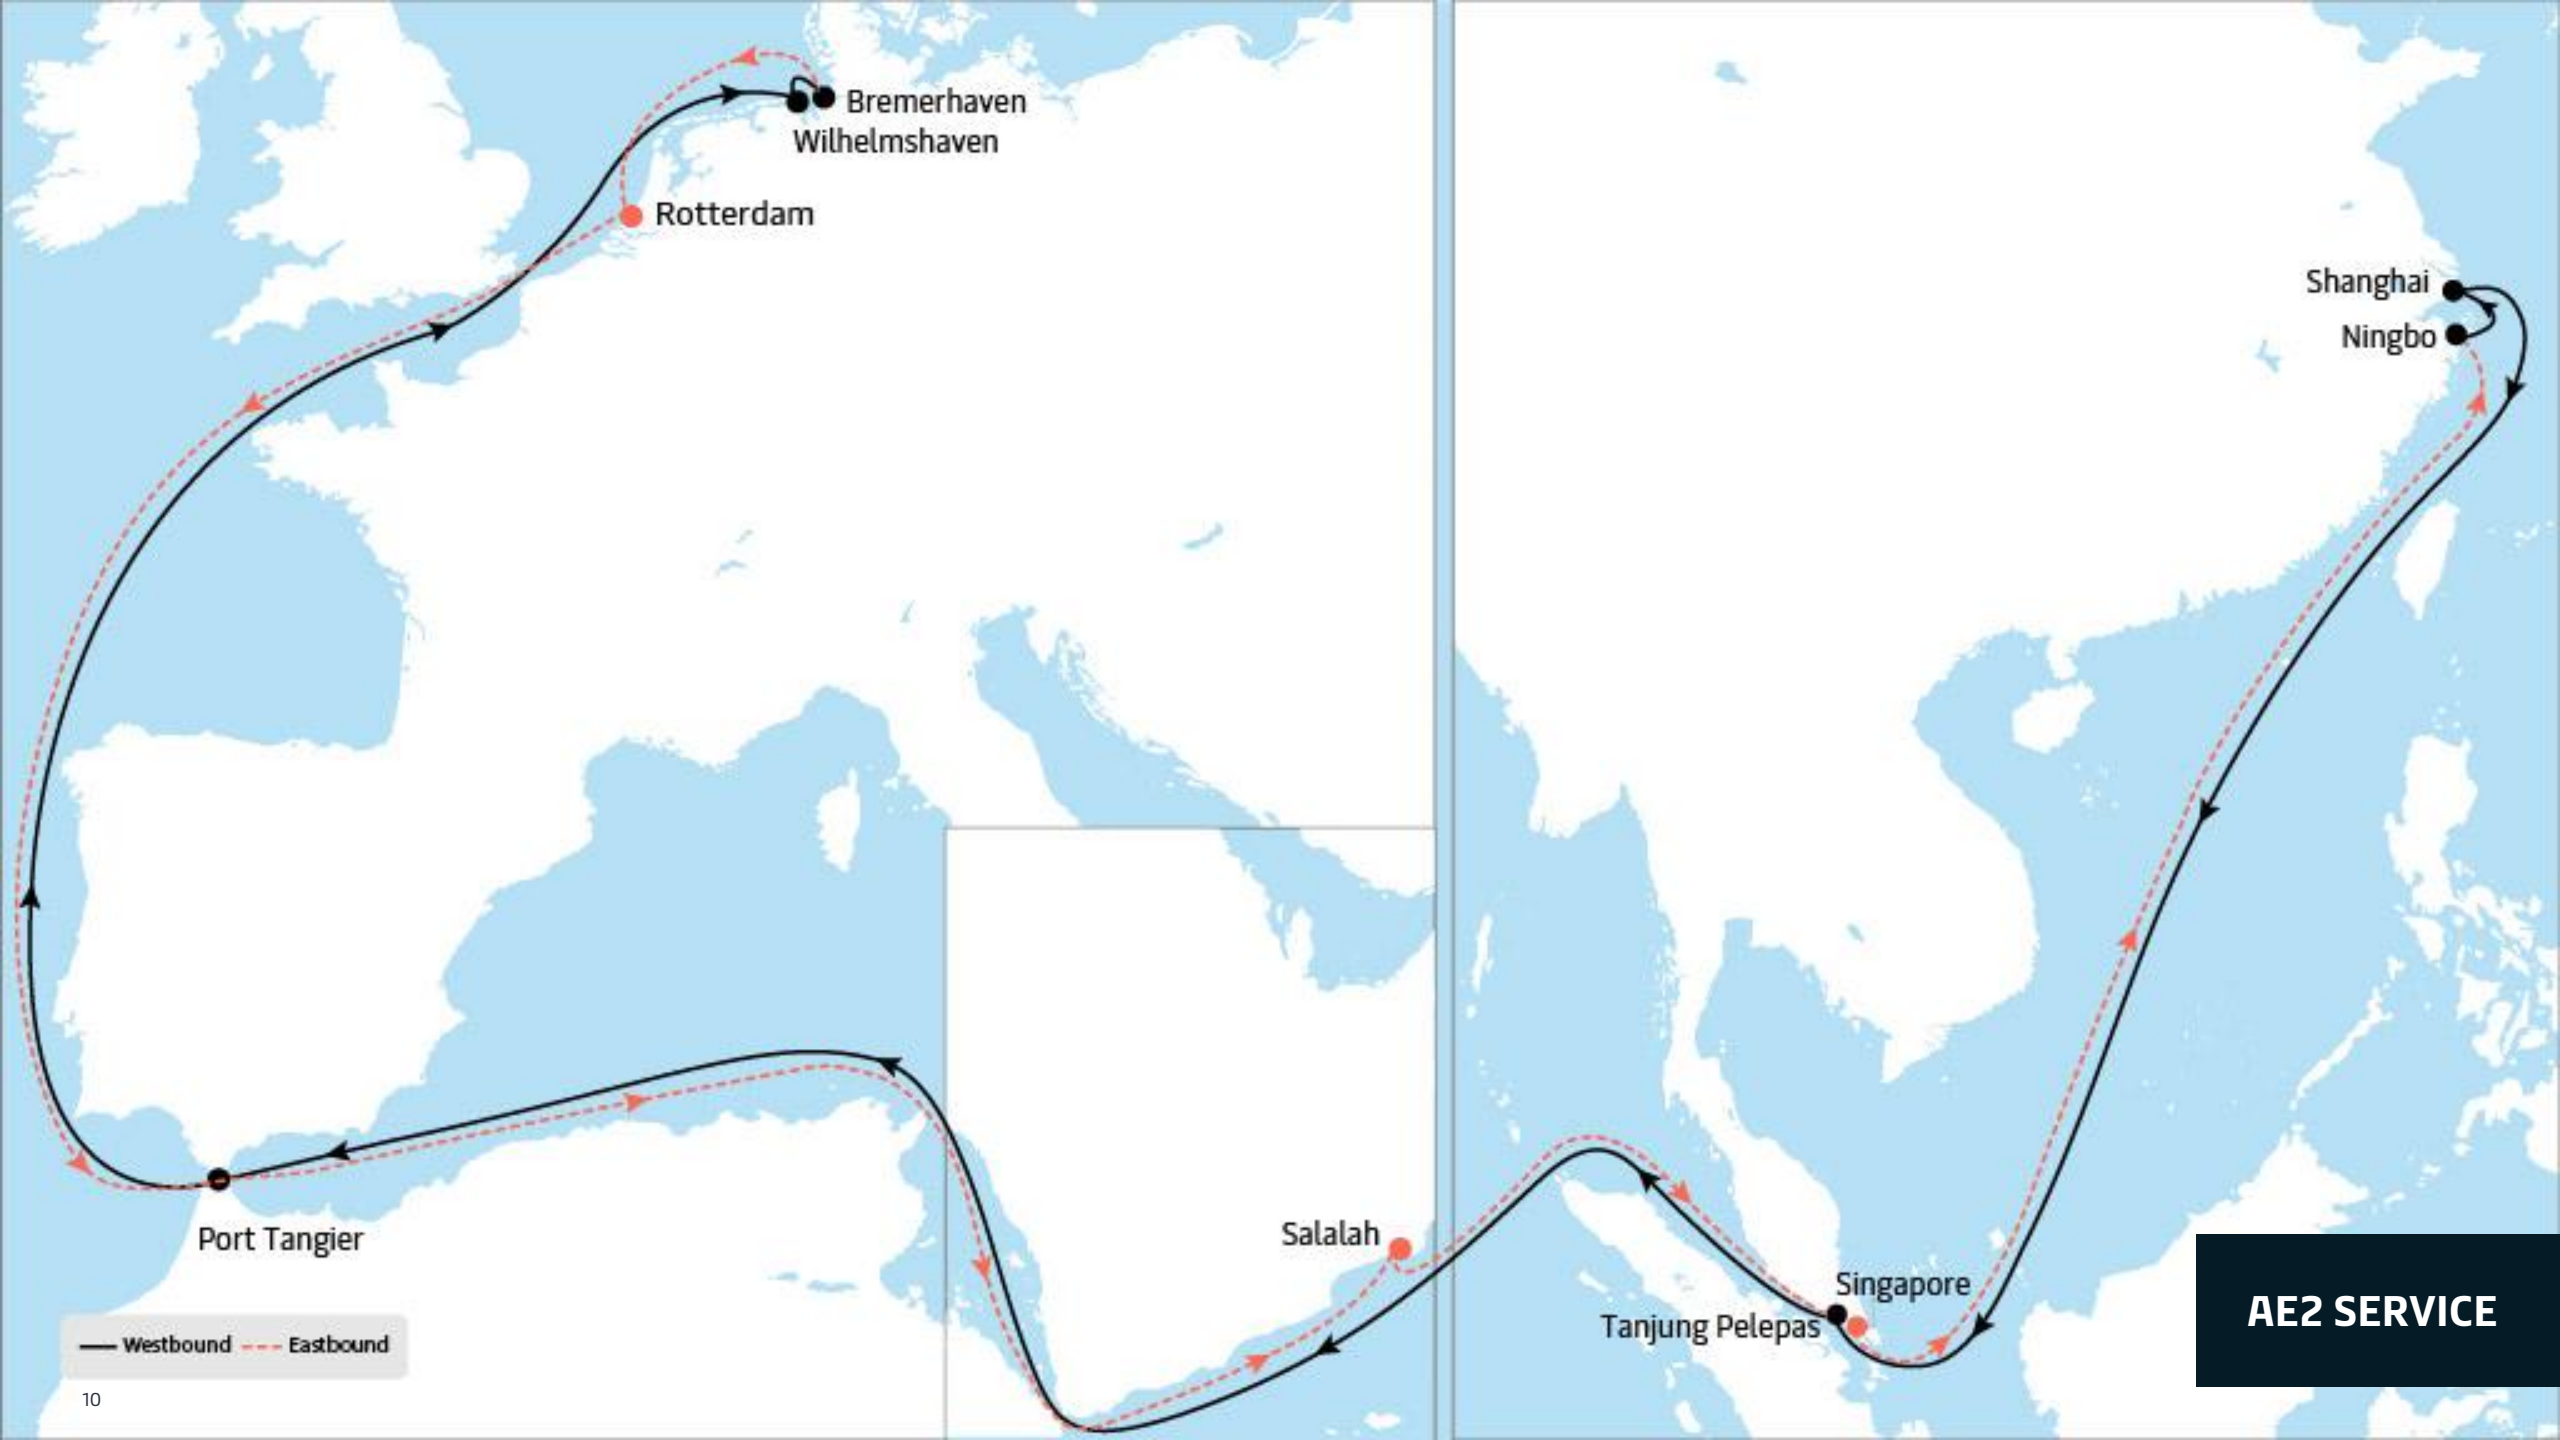 Bremerhaven
Wilhelmshaven
Rotterdam
Shanghai
Ningbo
Port Tangier
Salalah
Singapore
Tanjung Pelepas
Westbound
Eastbound
AE2 SERVICE
10